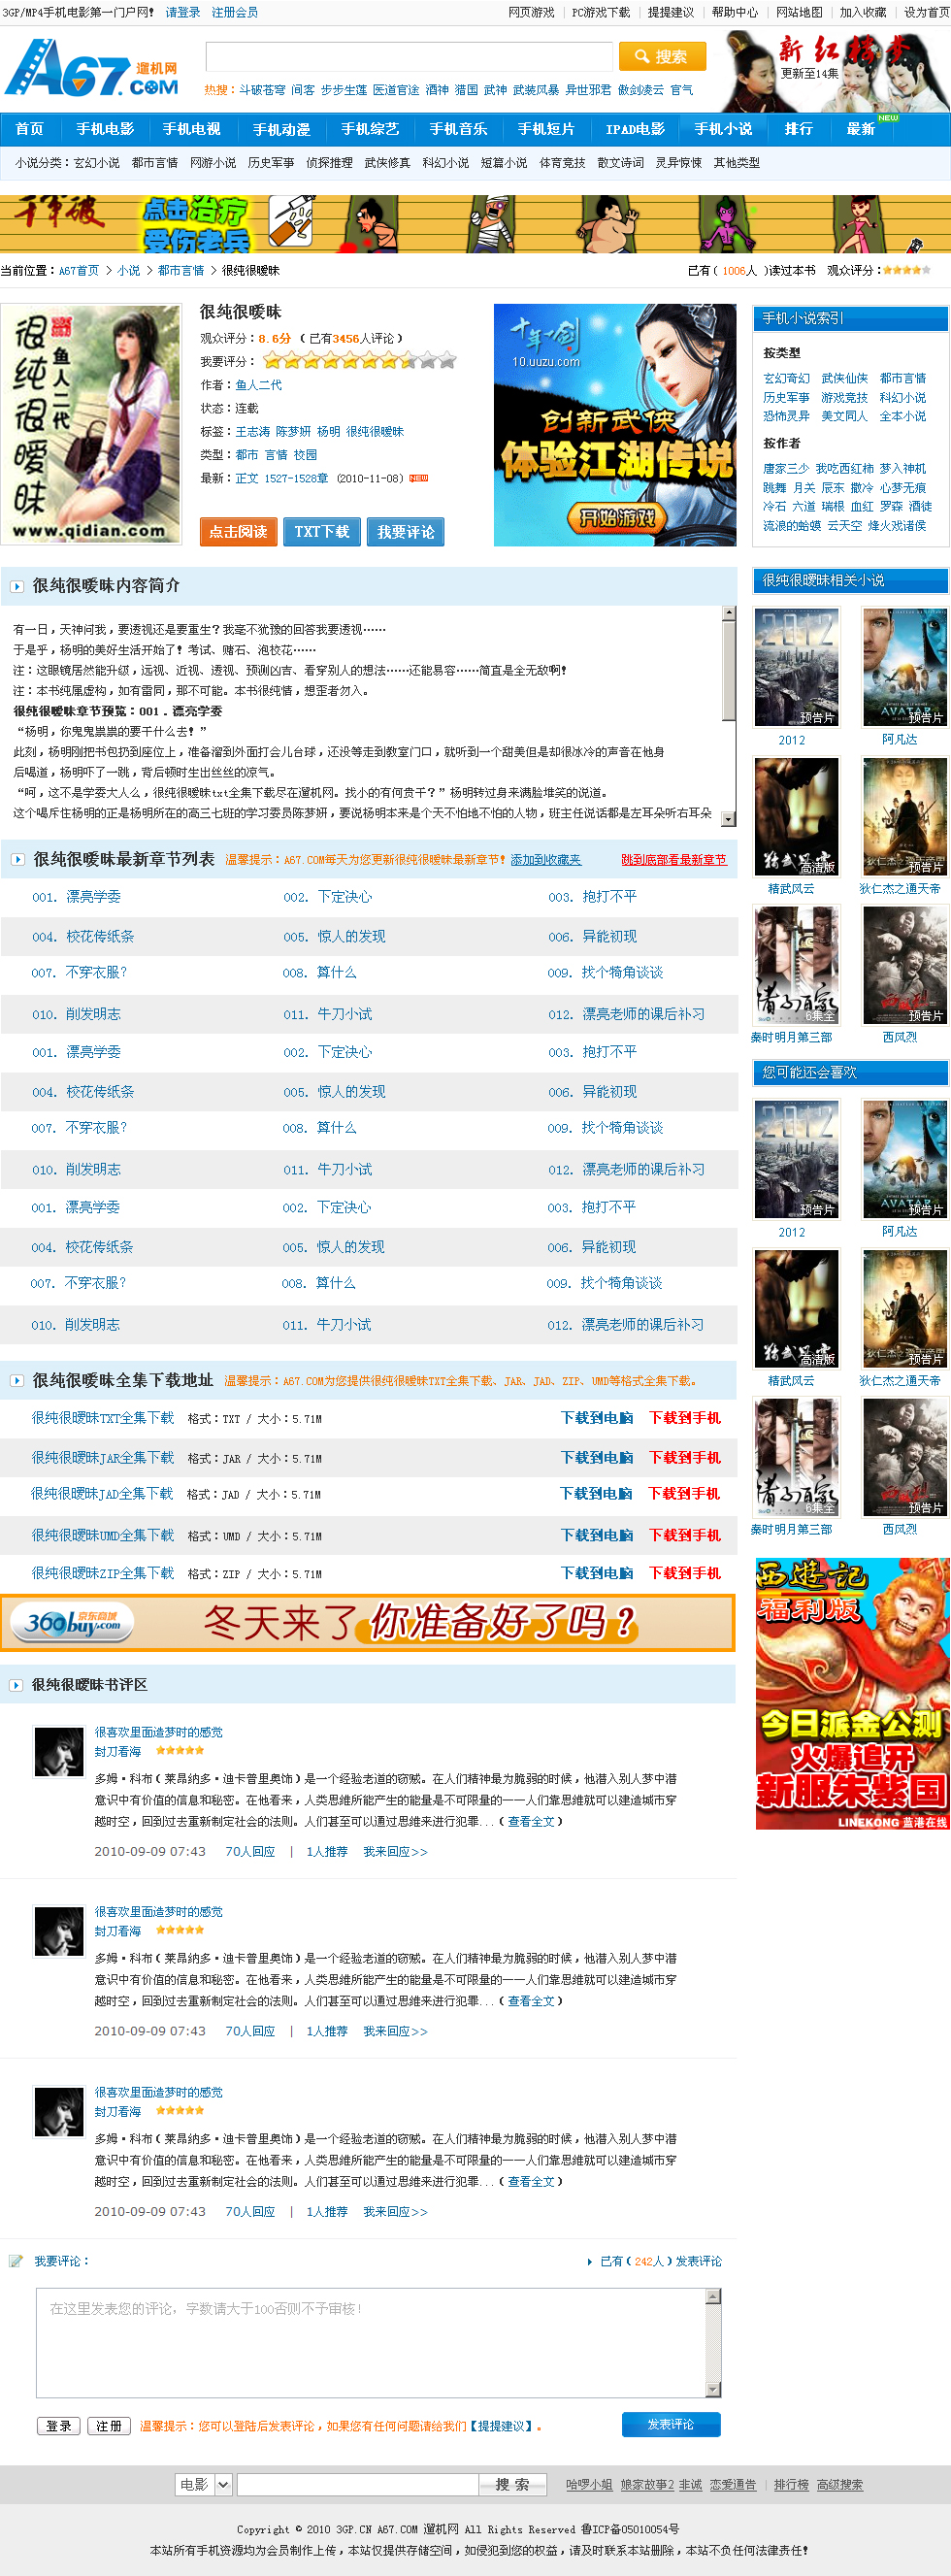 3GP/MP4手机电影第一门户网! 请登录 注册会员
网页游戏 | PC游戏下载 | 提提建议 | 帮助中心 | 网站地图 | 加入收藏 | 设为首页
A67.COM 遛机网
搜索
新红楼梦
更新至14集
热搜：斗破苍穹 间客 步步生莲 医道官途 酒神 猎国 武神 武装风暴 异世邪君 傲剑凌云 官气
首页 手机电影 手机电视 手机动漫 手机综艺 手机音乐 手机短片 IPAD电影 手机小说 排行 最新 NEW
小说分类：玄幻小说 都市言情 网游小说 历史军事 侦探推理 武侠修真 科幻小说 短篇小说 体育竞技 散文诗词 灵异惊悚 其他类型
点击治疗
受伤老兵
当前位置：A67首页 > 小说 > 都市言情 > 很纯很暧昧
已有( 1006人 )读过本书 观众评分：
很纯很暧昧
鱼人二代
www.qidian.com
很纯很暧昧
观众评分：8.6分 (已有3456人评论)
我要评论：
作者：鱼人二代
状态：连载
标签：王志涛 陈梦妍 杨明 很纯很暧昧
类型：都市 言情 校园
最新：正文 1527-1528章 (2010-11-08) NEW
点击阅读 TXT下载 我要评论
十年一剑
10.uuzu.com
创新武侠
体验江湖传说
开始游戏
手机小说索引
按类型
玄幻奇幻 武侠仙侠 都市言情
历史军事 游戏竞技 科幻小说
恐怖灵异 美文同人 全本小说
按作者
唐家三少 我吃西红柿 梦入神机
跳舞 月关 辰东 撒冷 心梦无痕
冷石 六道 瑞根 血红 罗森 酒徒
流浪的蛤蟆 云天空 烽火戏诸侯
很纯很暧昧内容简介
有一日，天神问我，要透视还是要重生？我毫不犹豫的回答我要透视……
于是乎，杨明的美好生活开始了！考试、赌石、泡校花……
注：这眼镜居然能升级，远视、近视、透视、预测凶吉、看穿别人的想法……还能易容……简直是全无敌啊！
注：本书纯属虚构，如有雷同，那不可能。本书很纯情，想歪者勿入。
很纯很暧昧章节预览：001．漂亮学委
“杨明，你鬼鬼祟祟的要干什么去！”
此刻，杨明刚把书包扔到座位上，准备溜到外面打会儿台球，还没等走到教室门口，就听到一个甜美但是却很冰冷的声音在他身
后喝道，杨明吓了一跳，背后顿时生出丝丝的凉气。
“呵，这不是学委大人么，很纯很暧昧txt全集下载尽在遛机网。找小的有何贵干？”杨明转过身来满脸堆笑的说道。
这个喝斥住杨明的正是杨明所在的高三七班的学习委员陈梦妍，要说杨明本来是个天不怕地不怕的人物，班主任说话都是左耳朵听右耳朵
很纯很暧昧最新章节列表 温馨提示：A67.COM每天为您更新很纯很暧昧最新章节！添加到收藏夹 跳到底部看最新章节
001. 漂亮学委 002. 下定决心 003. 抱打不平
004. 校花传纸条 005. 惊人的发现 006. 异能初现
007. 不穿衣服? 008. 算什么 009. 找个犄角谈谈
010. 削发明志 011. 牛刀小试 012. 漂亮老师的课后补习
001. 漂亮学委 002. 下定决心 003. 抱打不平
004. 校花传纸条 005. 惊人的发现 006. 异能初现
007. 不穿衣服? 008. 算什么 009. 找个犄角谈谈
010. 削发明志 011. 牛刀小试 012. 漂亮老师的课后补习
001. 漂亮学委 002. 下定决心 003. 抱打不平
004. 校花传纸条 005. 惊人的发现 006. 异能初现
007. 不穿衣服? 008. 算什么 009. 找个犄角谈谈
010. 削发明志 011. 牛刀小试 012. 漂亮老师的课后补习
很纯很暧昧全集下载地址 温馨提示：A67.COM为您提供很纯很暧昧TXT全集下载、JAR、JAD、ZIP、UMD等格式全集下载。
很纯很暧昧TXT全集下载 格式：TXT / 大小：5.71M 下载到电脑 下载到手机
很纯很暧昧JAR全集下载 格式：JAR / 大小：5.71M 下载到电脑 下载到手机
很纯很暧昧JAD全集下载 格式：JAD / 大小：5.71M 下载到电脑 下载到手机
很纯很暧昧UMD全集下载 格式：UMD / 大小：5.71M 下载到电脑 下载到手机
很纯很暧昧ZIP全集下载 格式：ZIP / 大小：5.71M 下载到电脑 下载到手机
360buy.com 京东商城 冬天来了 你准备好了吗？
很纯很暧昧相关小说
2012 预告片 AVATAR 预告片
2012 阿凡达
精武风云 高清版 狄仁杰之通天帝国
精武风云 狄仁杰之通天帝
6集全 西风烈 预告片
秦时明月第三部 西风烈
您可能还会喜欢
2012 预告片 AVATAR 预告片
2012 阿凡达
精武风云 高清版 狄仁杰之通天帝国 预告片
精武风云 狄仁杰之通天帝
6集全 西风烈 预告片
秦时明月第三部 西风烈
西游记
福利版
今日派金公测
火爆追开
新服朱紫国
LINEKONG 蓝港在线
很纯很暧昧书评区
很喜欢里面造梦时的感觉
封刀看海
多姆·科布(莱昂纳多·迪卡普里奥饰)是一个经验老道的窃贼。在人们精神最为脆弱的时候，他潜入别人梦中潜
意识中有价值的信息和秘密。在他看来，人类思维所能产生的能量是不可限量的——人们靠思维就可以建造城市穿
越时空，回到过去重新制定社会的法则。人们甚至可以通过思维来进行犯罪...(查看全文)
2010-09-09 07:43 70人回应 | 1人推荐 我来回应>>
很喜欢里面造梦时的感觉
封刀看海
多姆·科布(莱昂纳多·迪卡普里奥饰)是一个经验老道的窃贼。在人们精神最为脆弱的时候，他潜入别人梦中潜
意识中有价值的信息和秘密。在他看来，人类思维所能产生的能量是不可限量的——人们靠思维就可以建造城市穿
越时空，回到过去重新制定社会的法则。人们甚至可以通过思维来进行犯罪...(查看全文)
2010-09-09 07:43 70人回应 | 1人推荐 我来回应>>
很喜欢里面造梦时的感觉
封刀看海
多姆·科布(莱昂纳多·迪卡普里奥饰)是一个经验老道的窃贼。在人们精神最为脆弱的时候，他潜入别人梦中潜
意识中有价值的信息和秘密。在他看来，人类思维所能产生的能量是不可限量的——人们靠思维就可以建造城市穿
越时空，回到过去重新制定社会的法则。人们甚至可以通过思维来进行犯罪...(查看全文)
2010-09-09 07:43 70人回应 | 1人推荐 我来回应>>
我要评论：
已有(242人)发表评论
在这里发表您的评论, 字数请大于100否则不予审核!
登录 注册 温馨提示：您可以登陆后发表评论，如果您有任何问题请给我们【提提建议】。
发表评论
电影 搜索 哈啰小姐 娘家故事2 非诚 恋爱通告 | 排行榜 高级搜索
Copyright © 2010 3GP.CN A67.COM 遛机网 All Rights Reserved 鲁ICP备05010054号
本站所有手机资源均为会员制作上传，本站仅提供存储空间，如侵犯到您的权益，请及时联系本站删除，本站不负任何法律责任！